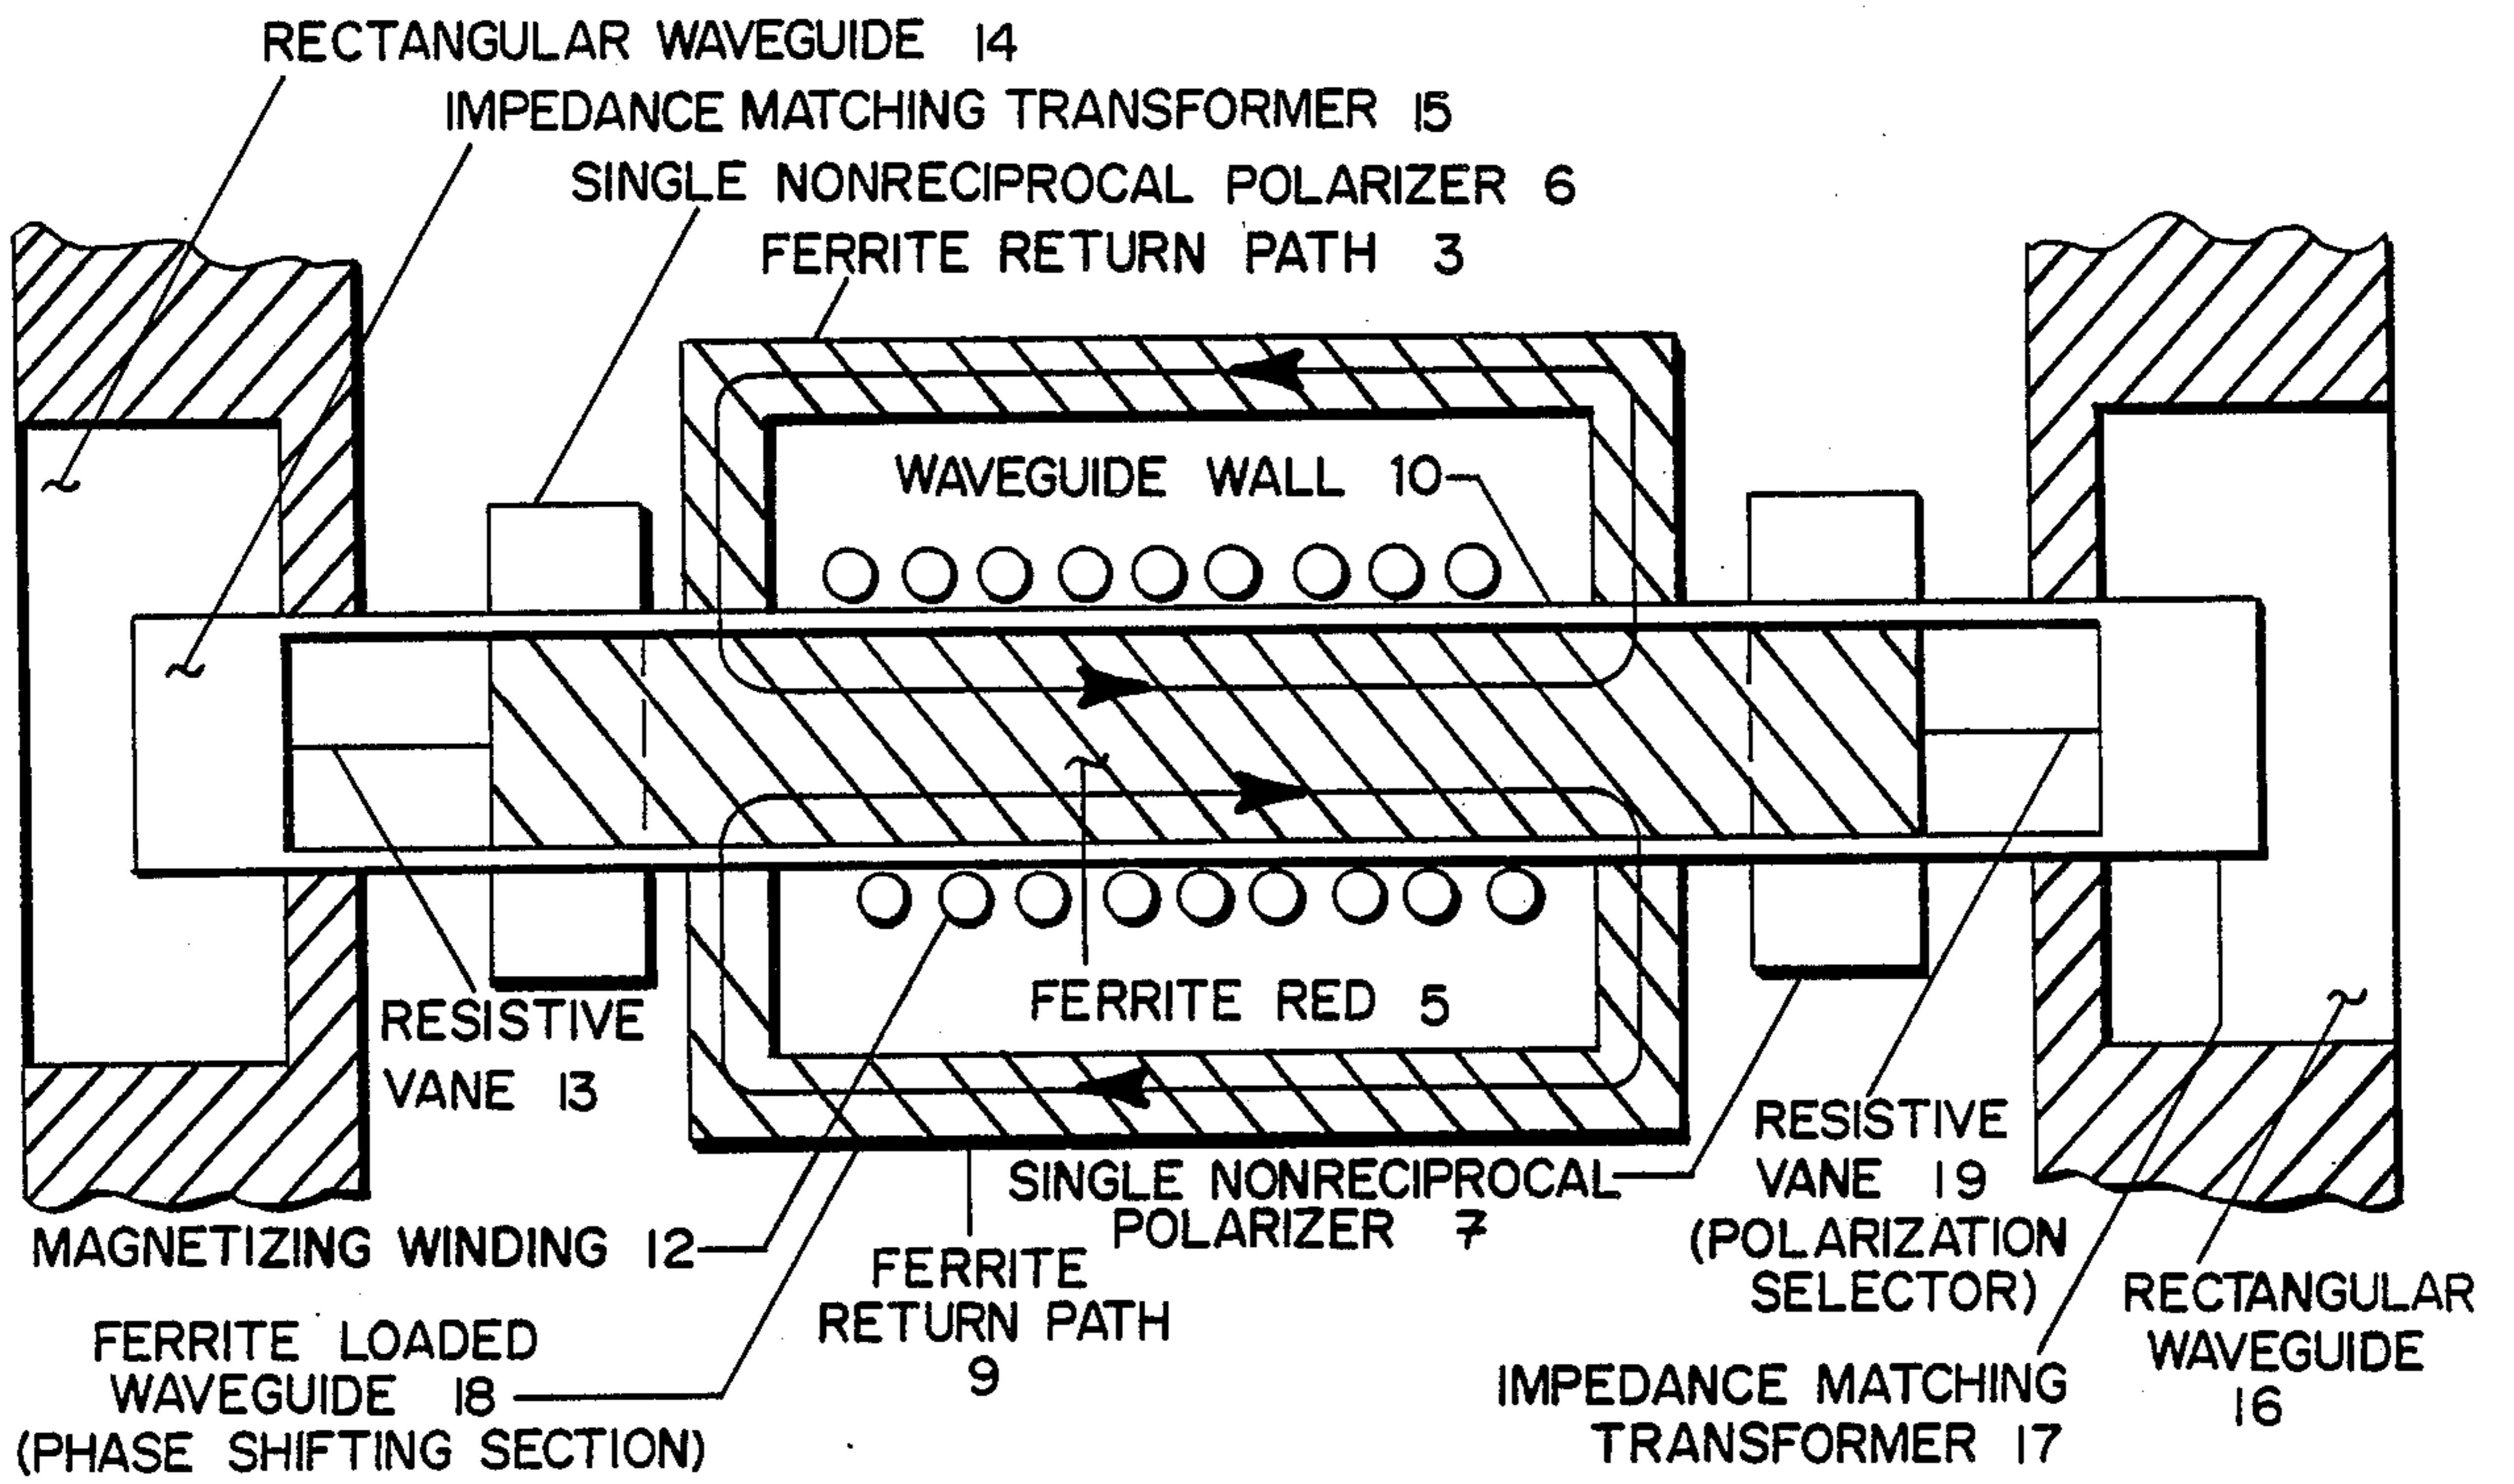 RECTANGULAR WAVEGUIDE 14
IMPEDANCE MATCHING TRANSFORMER 15
SINGLE NONRECIPROCAL POLARIZER 6
FERRITE RETURN PATH 3
WAVEGUIDE WALL 10
FERRITE RED 5
RESISTIVE
VANE 13
MAGNETIZING WINDING 12
FERRITE LOADED
WAVEGUIDE 18
(PHASE SHIFTING SECTION)
FERRITE
RETURN PATH
9
SINGLE NONRECIPROCAL
POLARIZER 7
RESISTIVE
VANE 19
(POLARIZATION
SELECTOR)
IMPEDANCE MATCHING
TRANSFORMER 17
RECTANGULAR
WAVEGUIDE
16